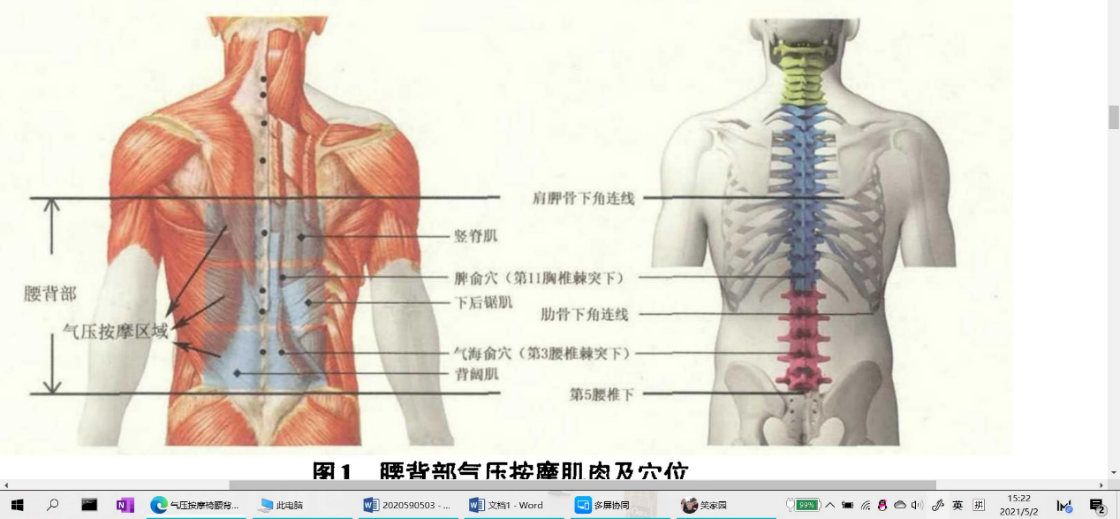 肩胛骨下角连线
竖脊肌
脾俞穴（第11胸椎棘突下）
腰背部
下后锯肌
肋骨下角连线
气压按摩区域
气海俞穴（第3腰椎棘突下）
背阔肌
第5腰椎下
图1 腰背部气压按摩肌肉及穴位
气压按摩椅腰背...
此电脑
2020590503 - ...
文档1 - Word
多屏协同
笑家园
99%
英
拼
15:22
2021/5/2
2